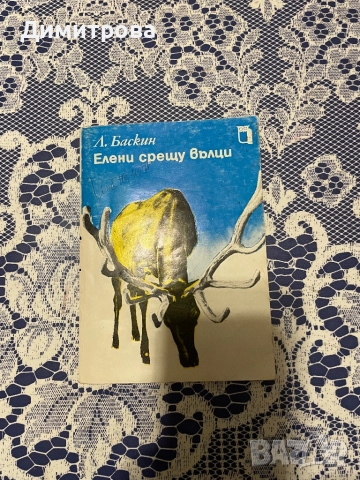 Димитрова
Л. Баскин
Елени срещу вълци